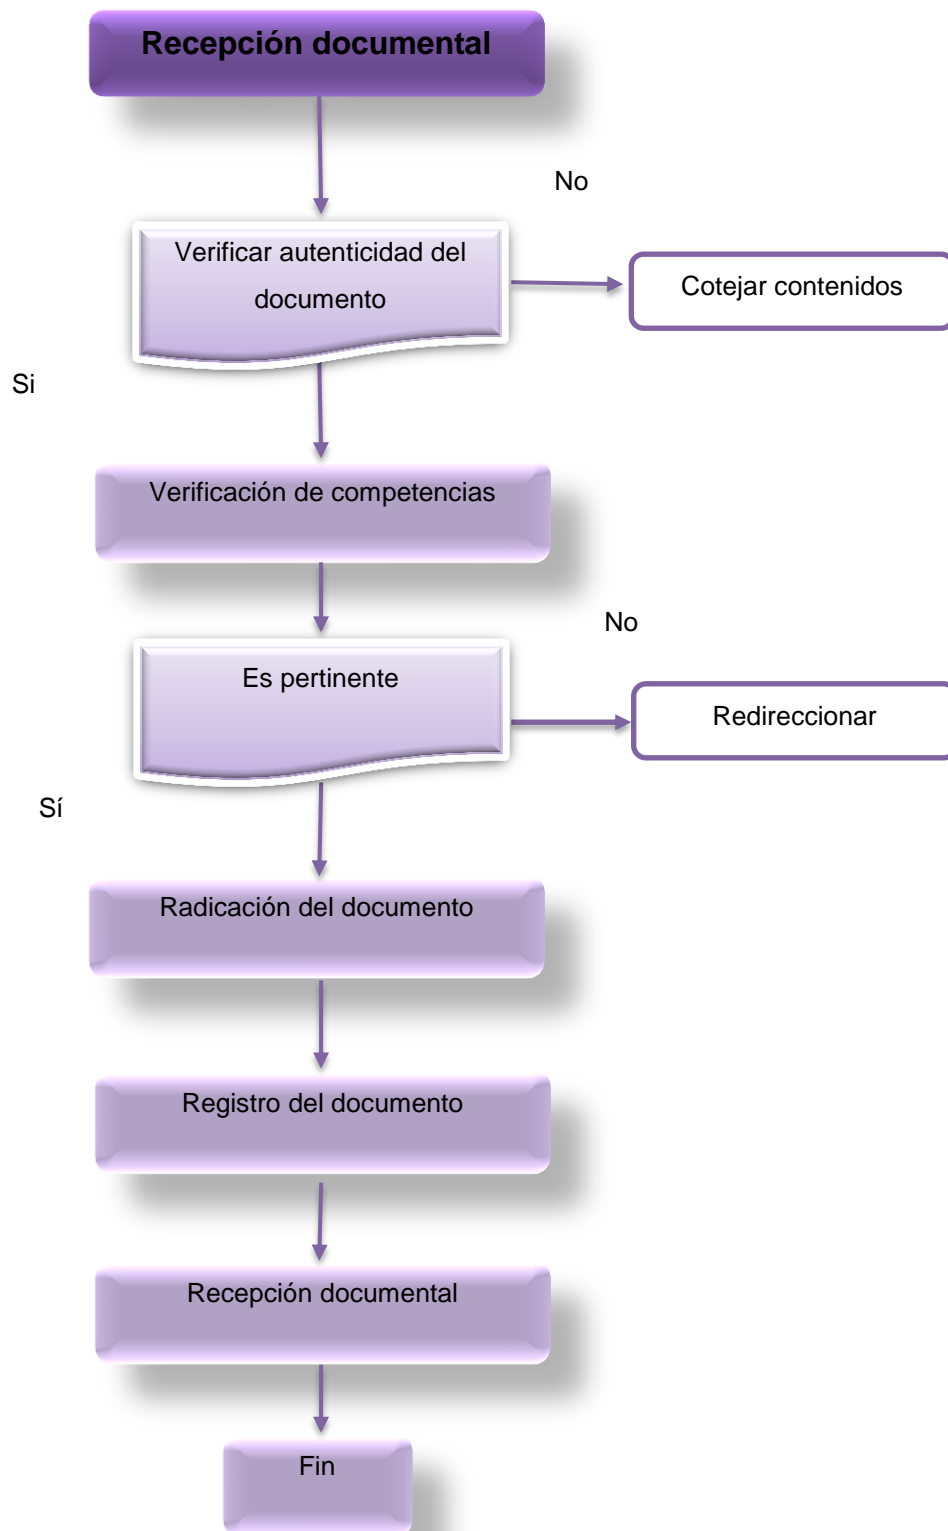 Recepción documental
No
Verificar autenticidad del
documento
Cotejar contenidos
Si
Verificación de competencias
No
Es pertinente
Redireccionar
Sí
Radicación del documento
Registro del documento
Recepción documental
Fin